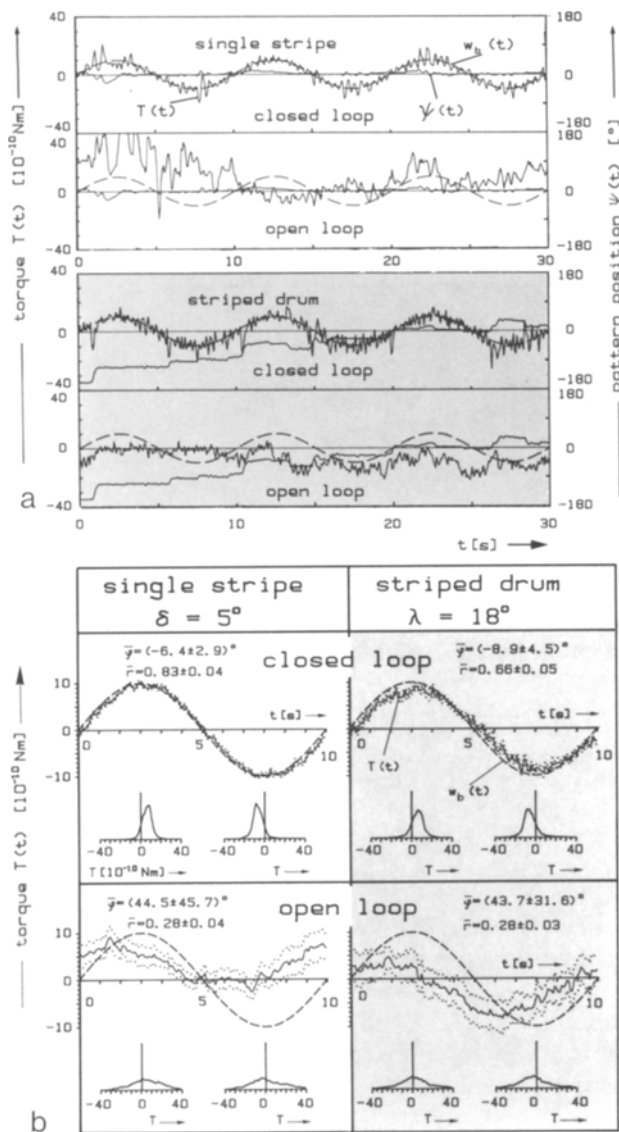 torque T(t) [10⁻¹⁰Nm]
pattern position Ψ(t) [°]
40 180
single stripe
w_b(t)
0 0
T(t)
ψ(t)
closed loop
-40 -180
40 180
0 0
open loop
-40 -180
0 10 20 30
40 180
striped drum
0 0
closed loop
-40 -180
40 180
0 0
open loop
-40 -180
0 10 20 30
a
t[s]
single stripe striped drum
δ = 5° λ = 18°
torque T(t) [10⁻¹⁰Nm]
closed loop
φ̄=(-6.4±2.9)° φ̄=(-8.9±4.5)°
r̄=0.83±0.04 r̄=0.66±0.05
10
t[s] t[s]
0
0 5 10 0 5 10
T(t)
w_b(t)
-10
-40 0 40 -40 0 40 -40 0 40 -40 0 40
T[10⁻¹⁰Nm] T T T
φ̄=(44.5±45.7)° φ̄=(43.7±31.6)°
open loop
r̄=0.28±0.04 r̄=0.28±0.03
10
t[s]
0
0 5 10 0 5 10
-10
-40 0 40 -40 0 40 -40 0 40 -40 0 40
T T T T
b